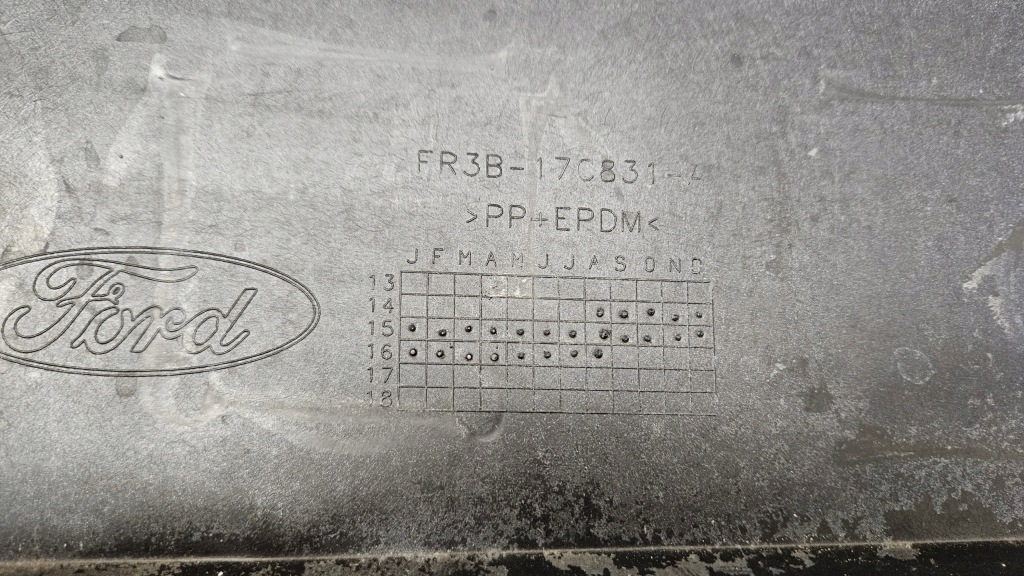 FR3B-17C831-
>PP+EPDM<
J F M A M J J A S O N D
13
14
15
16
17
18
Ford